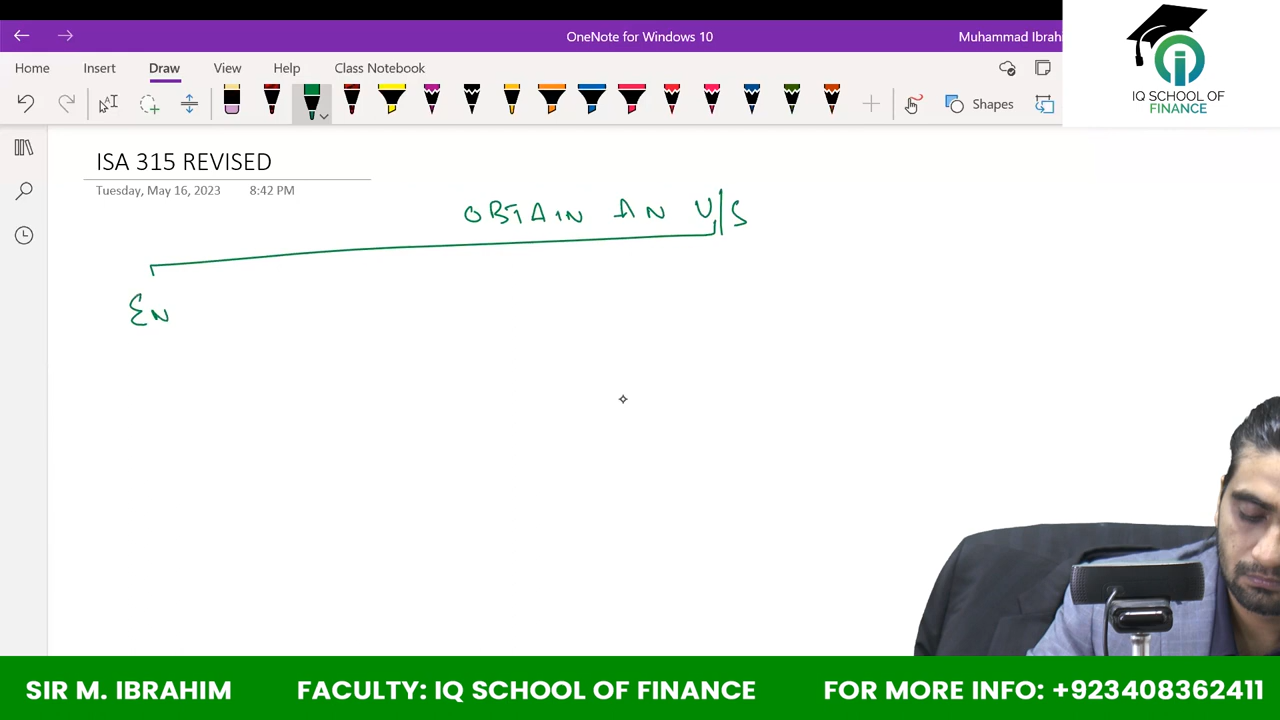 OneNote for Windows 10
Muhammad Ibrah
Home Insert Draw View Help Class Notebook
Shapes
IQ SCHOOL OF
FINANCE
ISA 315 REVISED
Tuesday, May 16, 2023 8:42 PM
OBTAIN AN U/S
EN
SIR M. IBRAHIM FACULTY: IQ SCHOOL OF FINANCE FOR MORE INFO: +923408362411